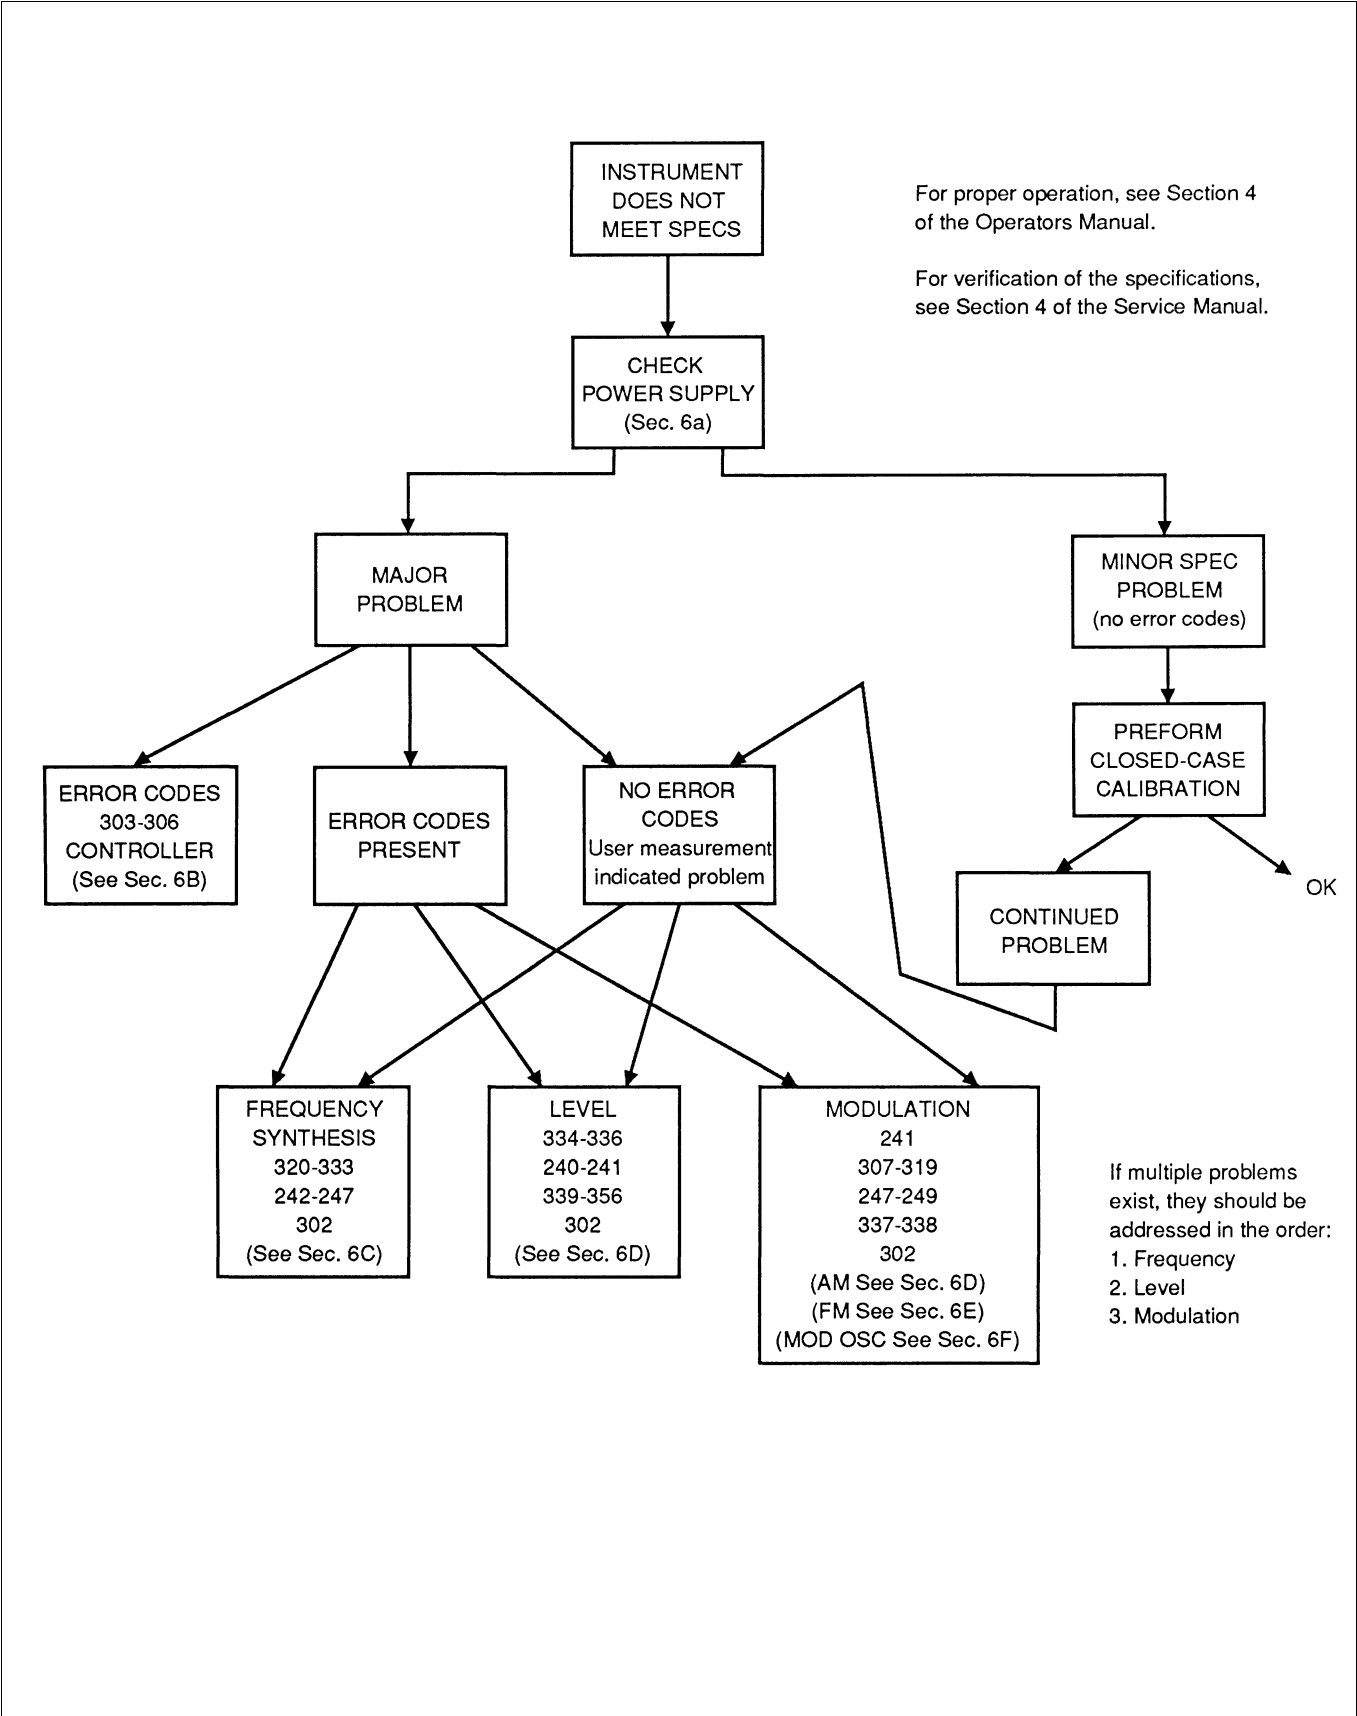 INSTRUMENT
DOES NOT
MEET SPECS
For proper operation, see Section 4
of the Operators Manual.
For verification of the specifications,
see Section 4 of the Service Manual.
CHECK
POWER SUPPLY
(Sec. 6a)
MAJOR
PROBLEM
MINOR SPEC
PROBLEM
(no error codes)
PREFORM
CLOSED-CASE
CALIBRATION
ERROR CODES
303-306
CONTROLLER
(See Sec. 6B)
ERROR CODES
PRESENT
NO ERROR
CODES
User measurement
indicated problem
CONTINUED
PROBLEM
OK
FREQUENCY
SYNTHESIS
320-333
242-247
302
(See Sec. 6C)
LEVEL
334-336
240-241
339-356
302
(See Sec. 6D)
MODULATION
241
307-319
247-249
337-338
302
(AM See Sec. 6D)
(FM See Sec. 6E)
(MOD OSC See Sec. 6F)
If multiple problems
exist, they should be
addressed in the order:
1. Frequency
2. Level
3. Modulation